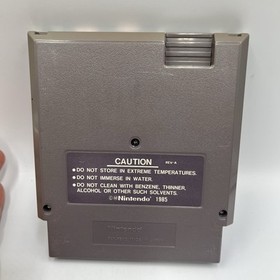 CAUTION REV-A
●DO NOT STORE IN EXTREME TEMPERATURES.
●DO NOT IMMERSE IN WATER.
●DO NOT CLEAN WITH BENZENE, THINNER,
ALCOHOL OR OTHER SUCH SOLVENTS.
©Nintendo 1985